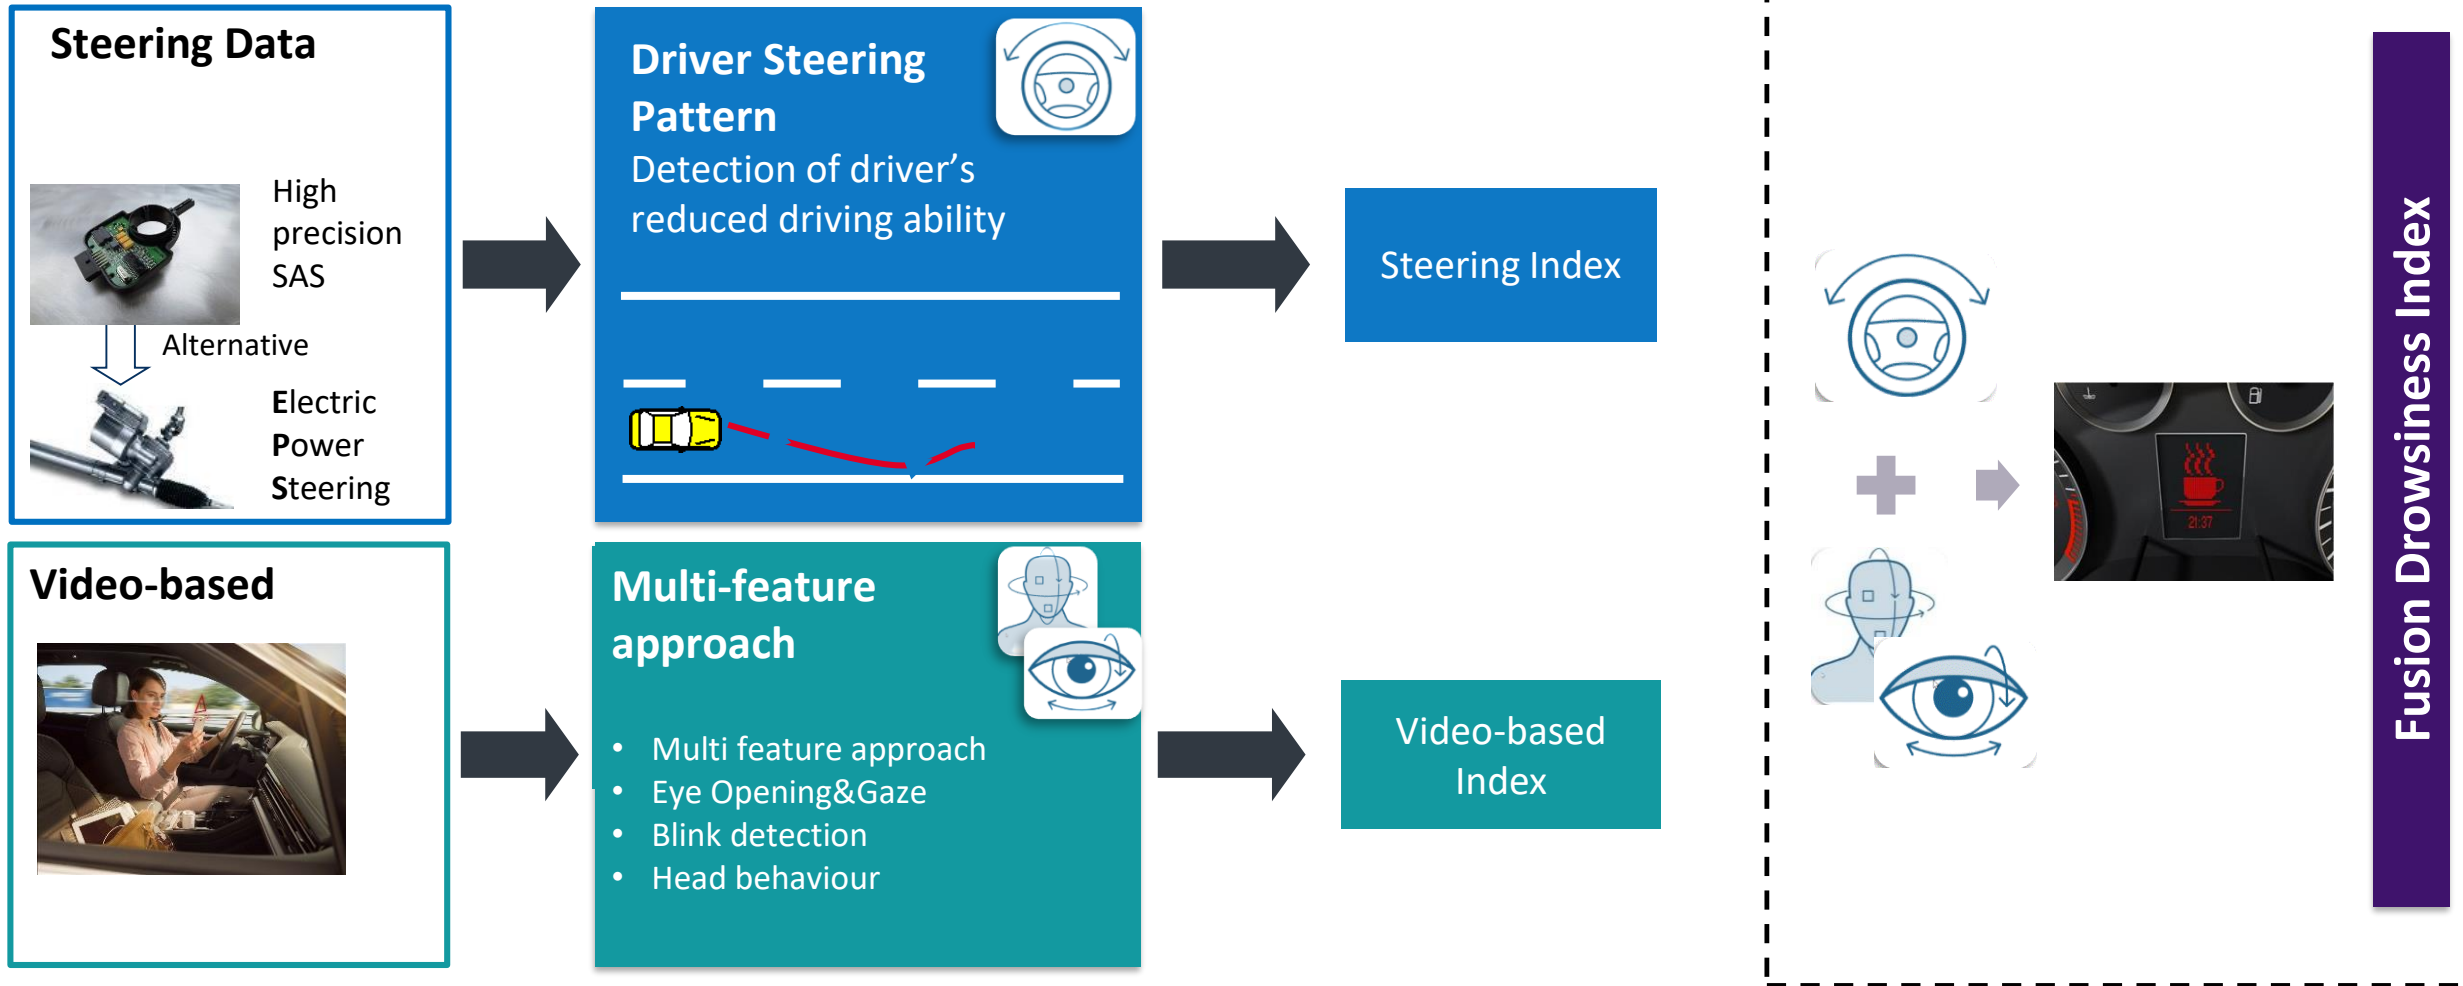 Steering Data
High
precision
SAS
Alternative
Electric
Power
Steering
Driver Steering
Pattern
Detection of driver’s
reduced driving ability
Steering Index
Video-based
Multi-feature
approach
• Multi feature approach
• Eye Opening&Gaze
• Blink detection
• Head behaviour
Video-based
Index
21:37
Fusion Drowsiness Index